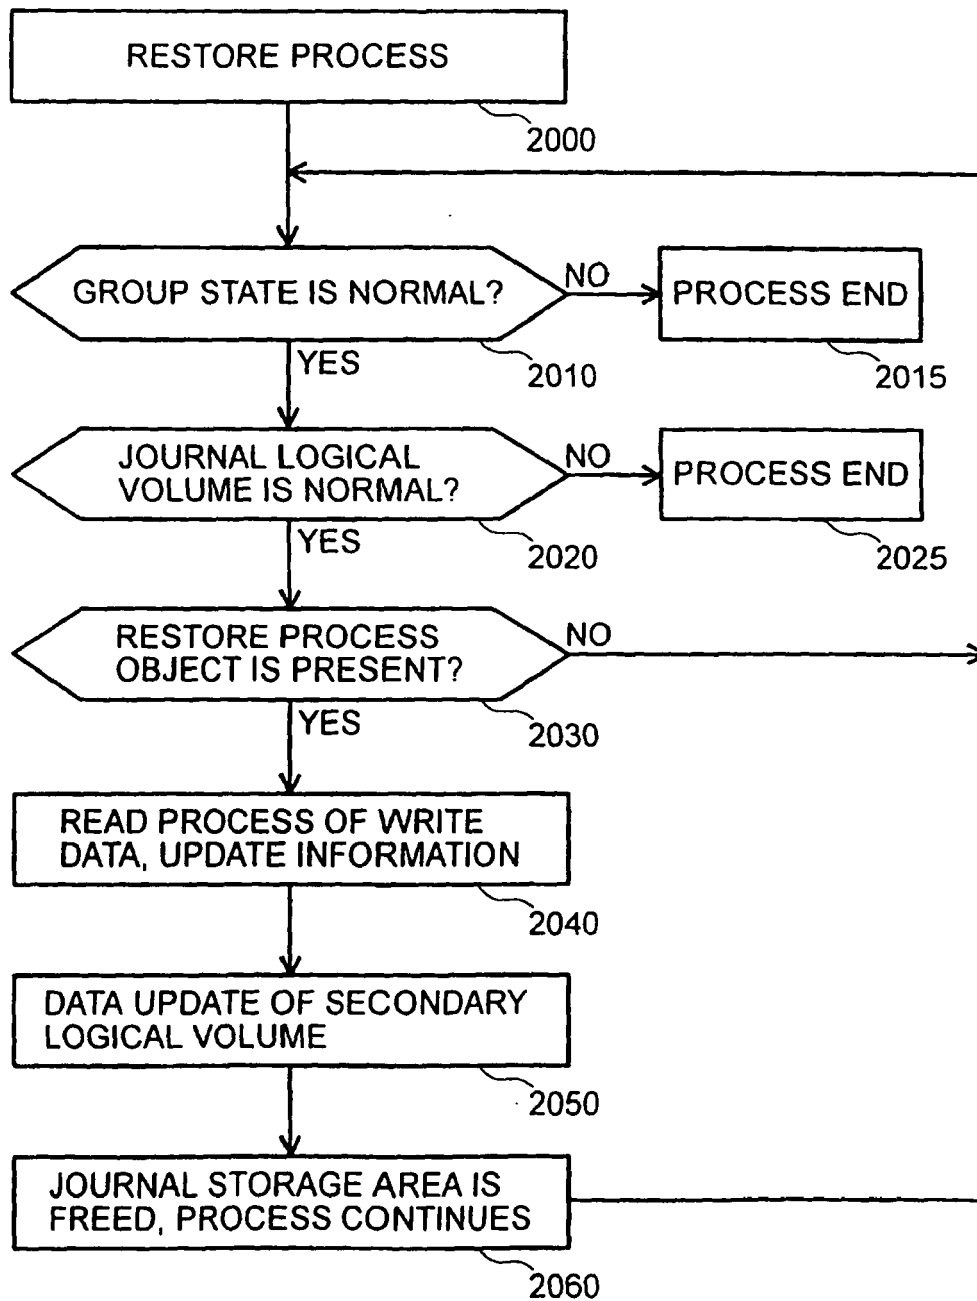 RESTORE PROCESS
2000
GROUP STATE IS NORMAL?
NO
PROCESS END
2010
2015
YES
JOURNAL LOGICAL
VOLUME IS NORMAL?
NO
PROCESS END
2020
2025
YES
RESTORE PROCESS
OBJECT IS PRESENT?
NO
2030
YES
READ PROCESS OF WRITE
DATA, UPDATE INFORMATION
2040
DATA UPDATE OF SECONDARY
LOGICAL VOLUME
2050
JOURNAL STORAGE AREA IS
FREED, PROCESS CONTINUES
2060